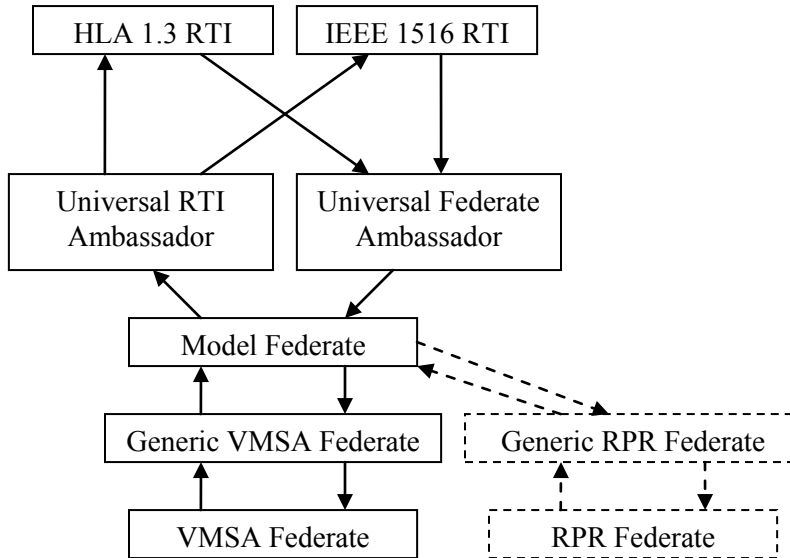 HLA 1.3 RTI
IEEE 1516 RTI
Universal RTI
Ambassador
Universal Federate
Ambassador
Model Federate
Generic VMSA Federate
Generic RPR Federate
VMSA Federate
RPR Federate